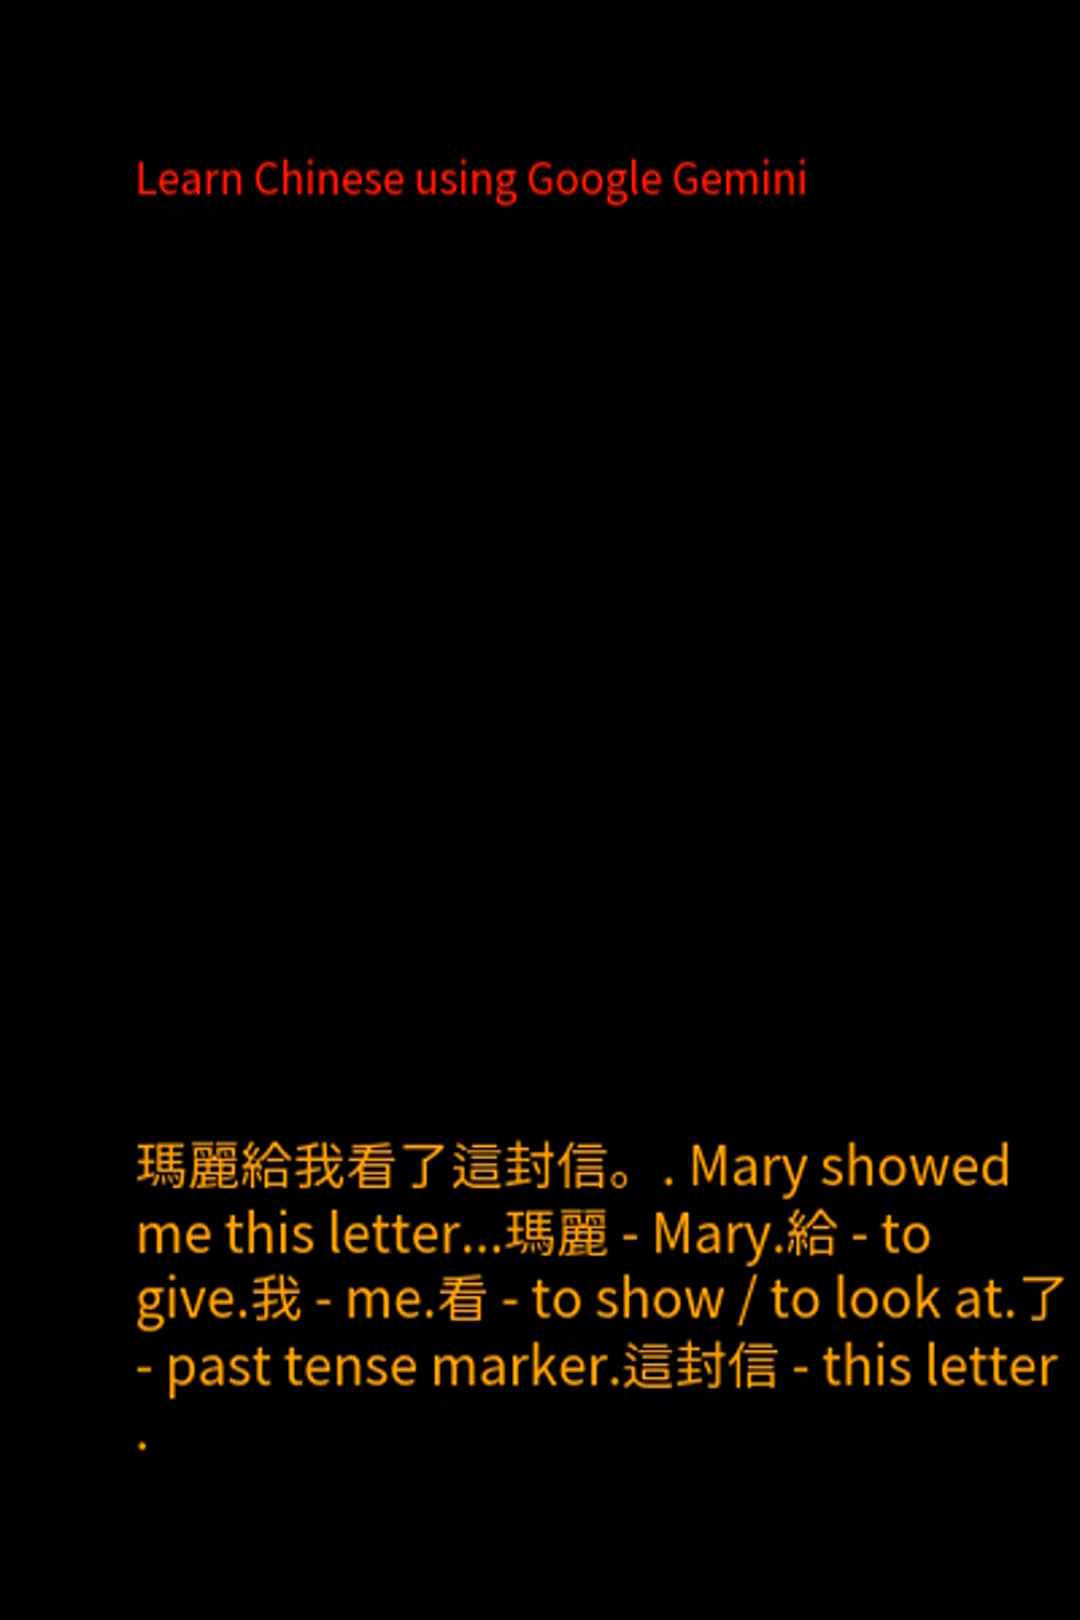 Learn Chinese using Google Gemini
瑪麗給我看了這封信。. Mary showed
me this letter...瑪麗 - Mary.給 - to
give.我 - me.看 - to show / to look at.了
- past tense marker.這封信 - this letter
.